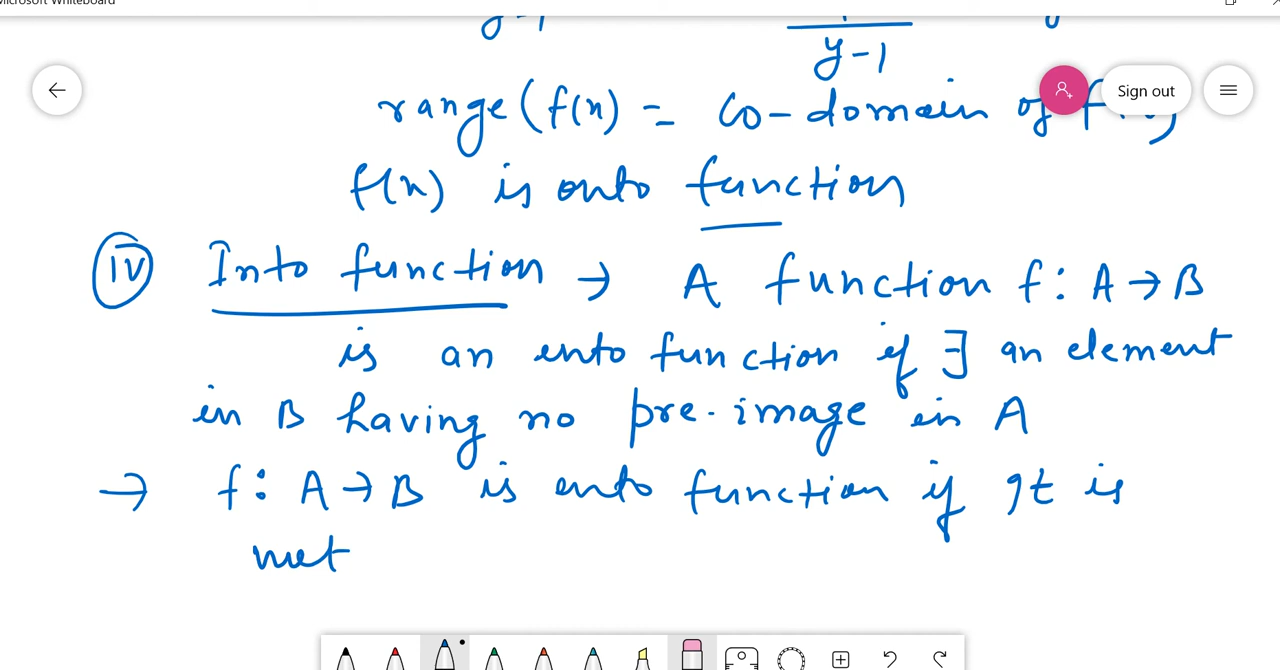 Microsoft Whiteboard
y-1
y-1 y
range(f(x) = Co-domain of f
Sign out
f(x) is onto function
(iv) Into function → A function f: A→B
is an into function if ∃ an element
in B having no pre-image in A
→ f: A→B is into function if It is
not